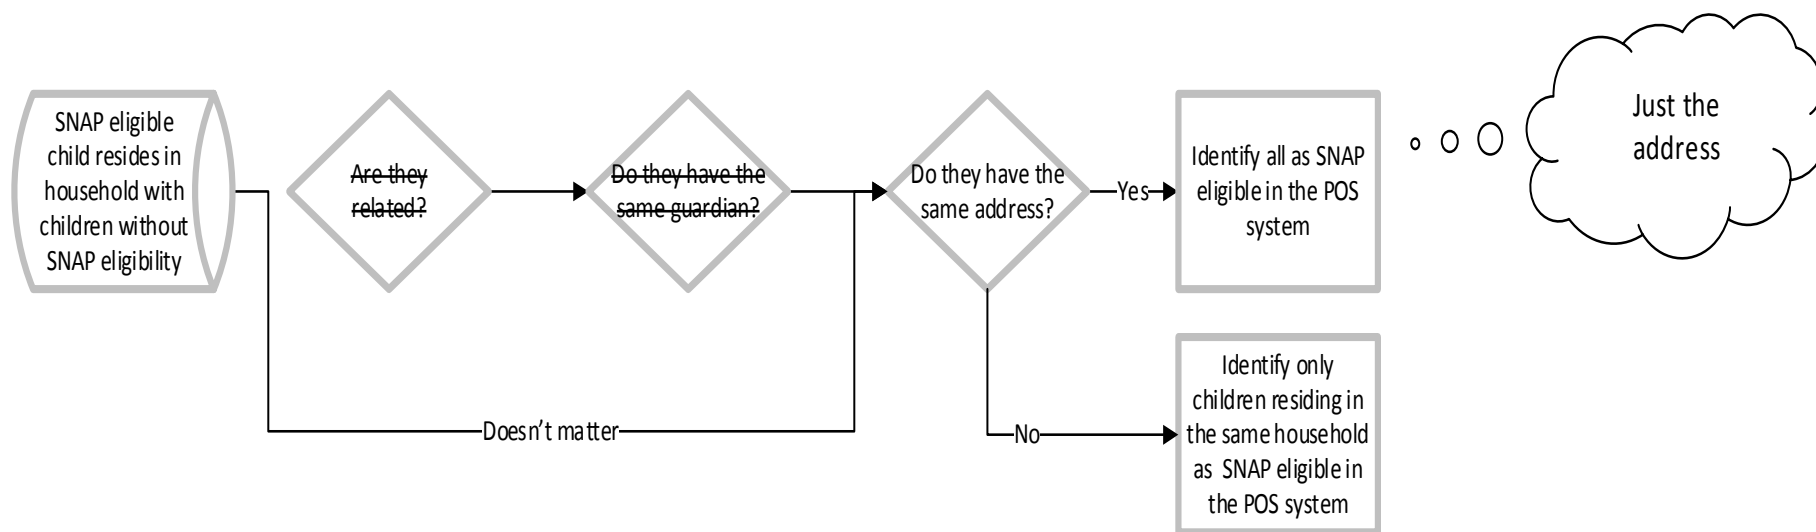 SNAP eligible
child resides in
household with
children without
SNAP eligibility
Are they
related?
Do they have the
same guardian?
Do they have the
same address?
Yes
Identify all as SNAP
eligible in the POS
system
Just the
address
Doesn't matter
No
Identify only
children residing in
the same household
as SNAP eligible in
the POS system